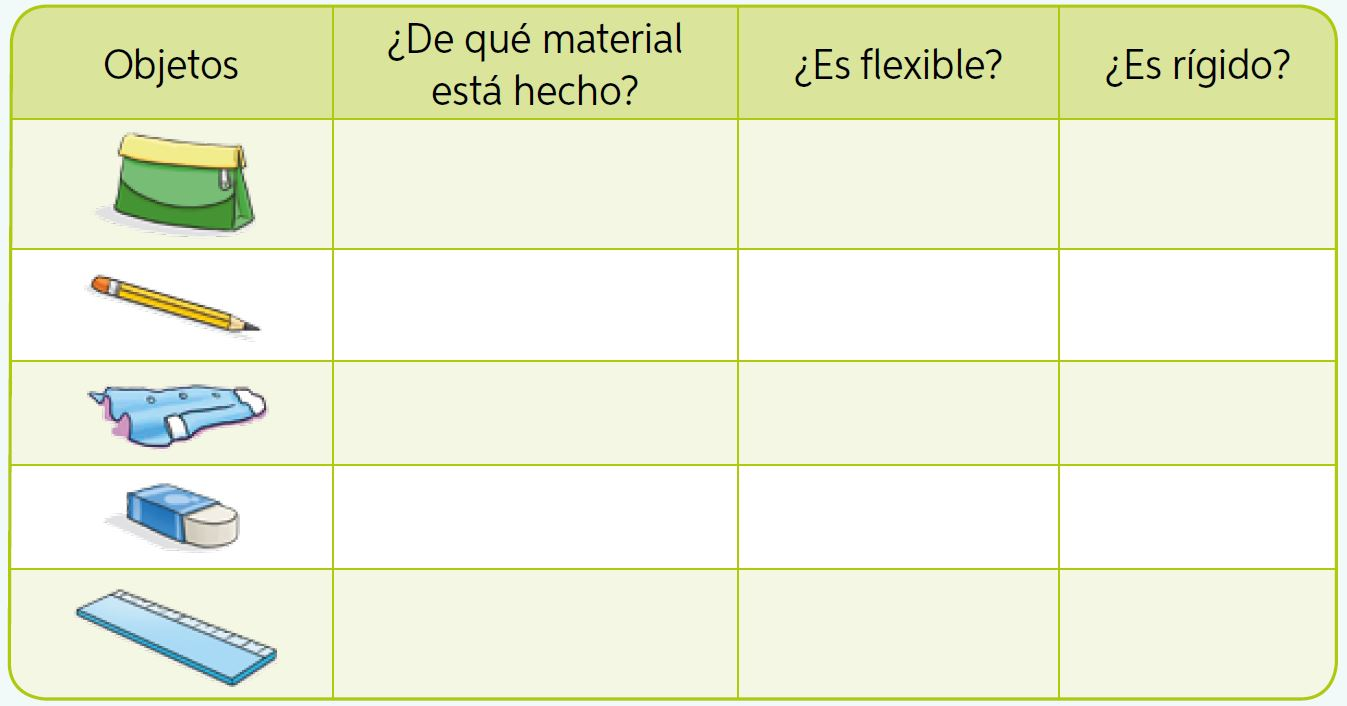 Objetos
¿De qué material
está hecho?
¿Es flexible?
¿Es rígido?